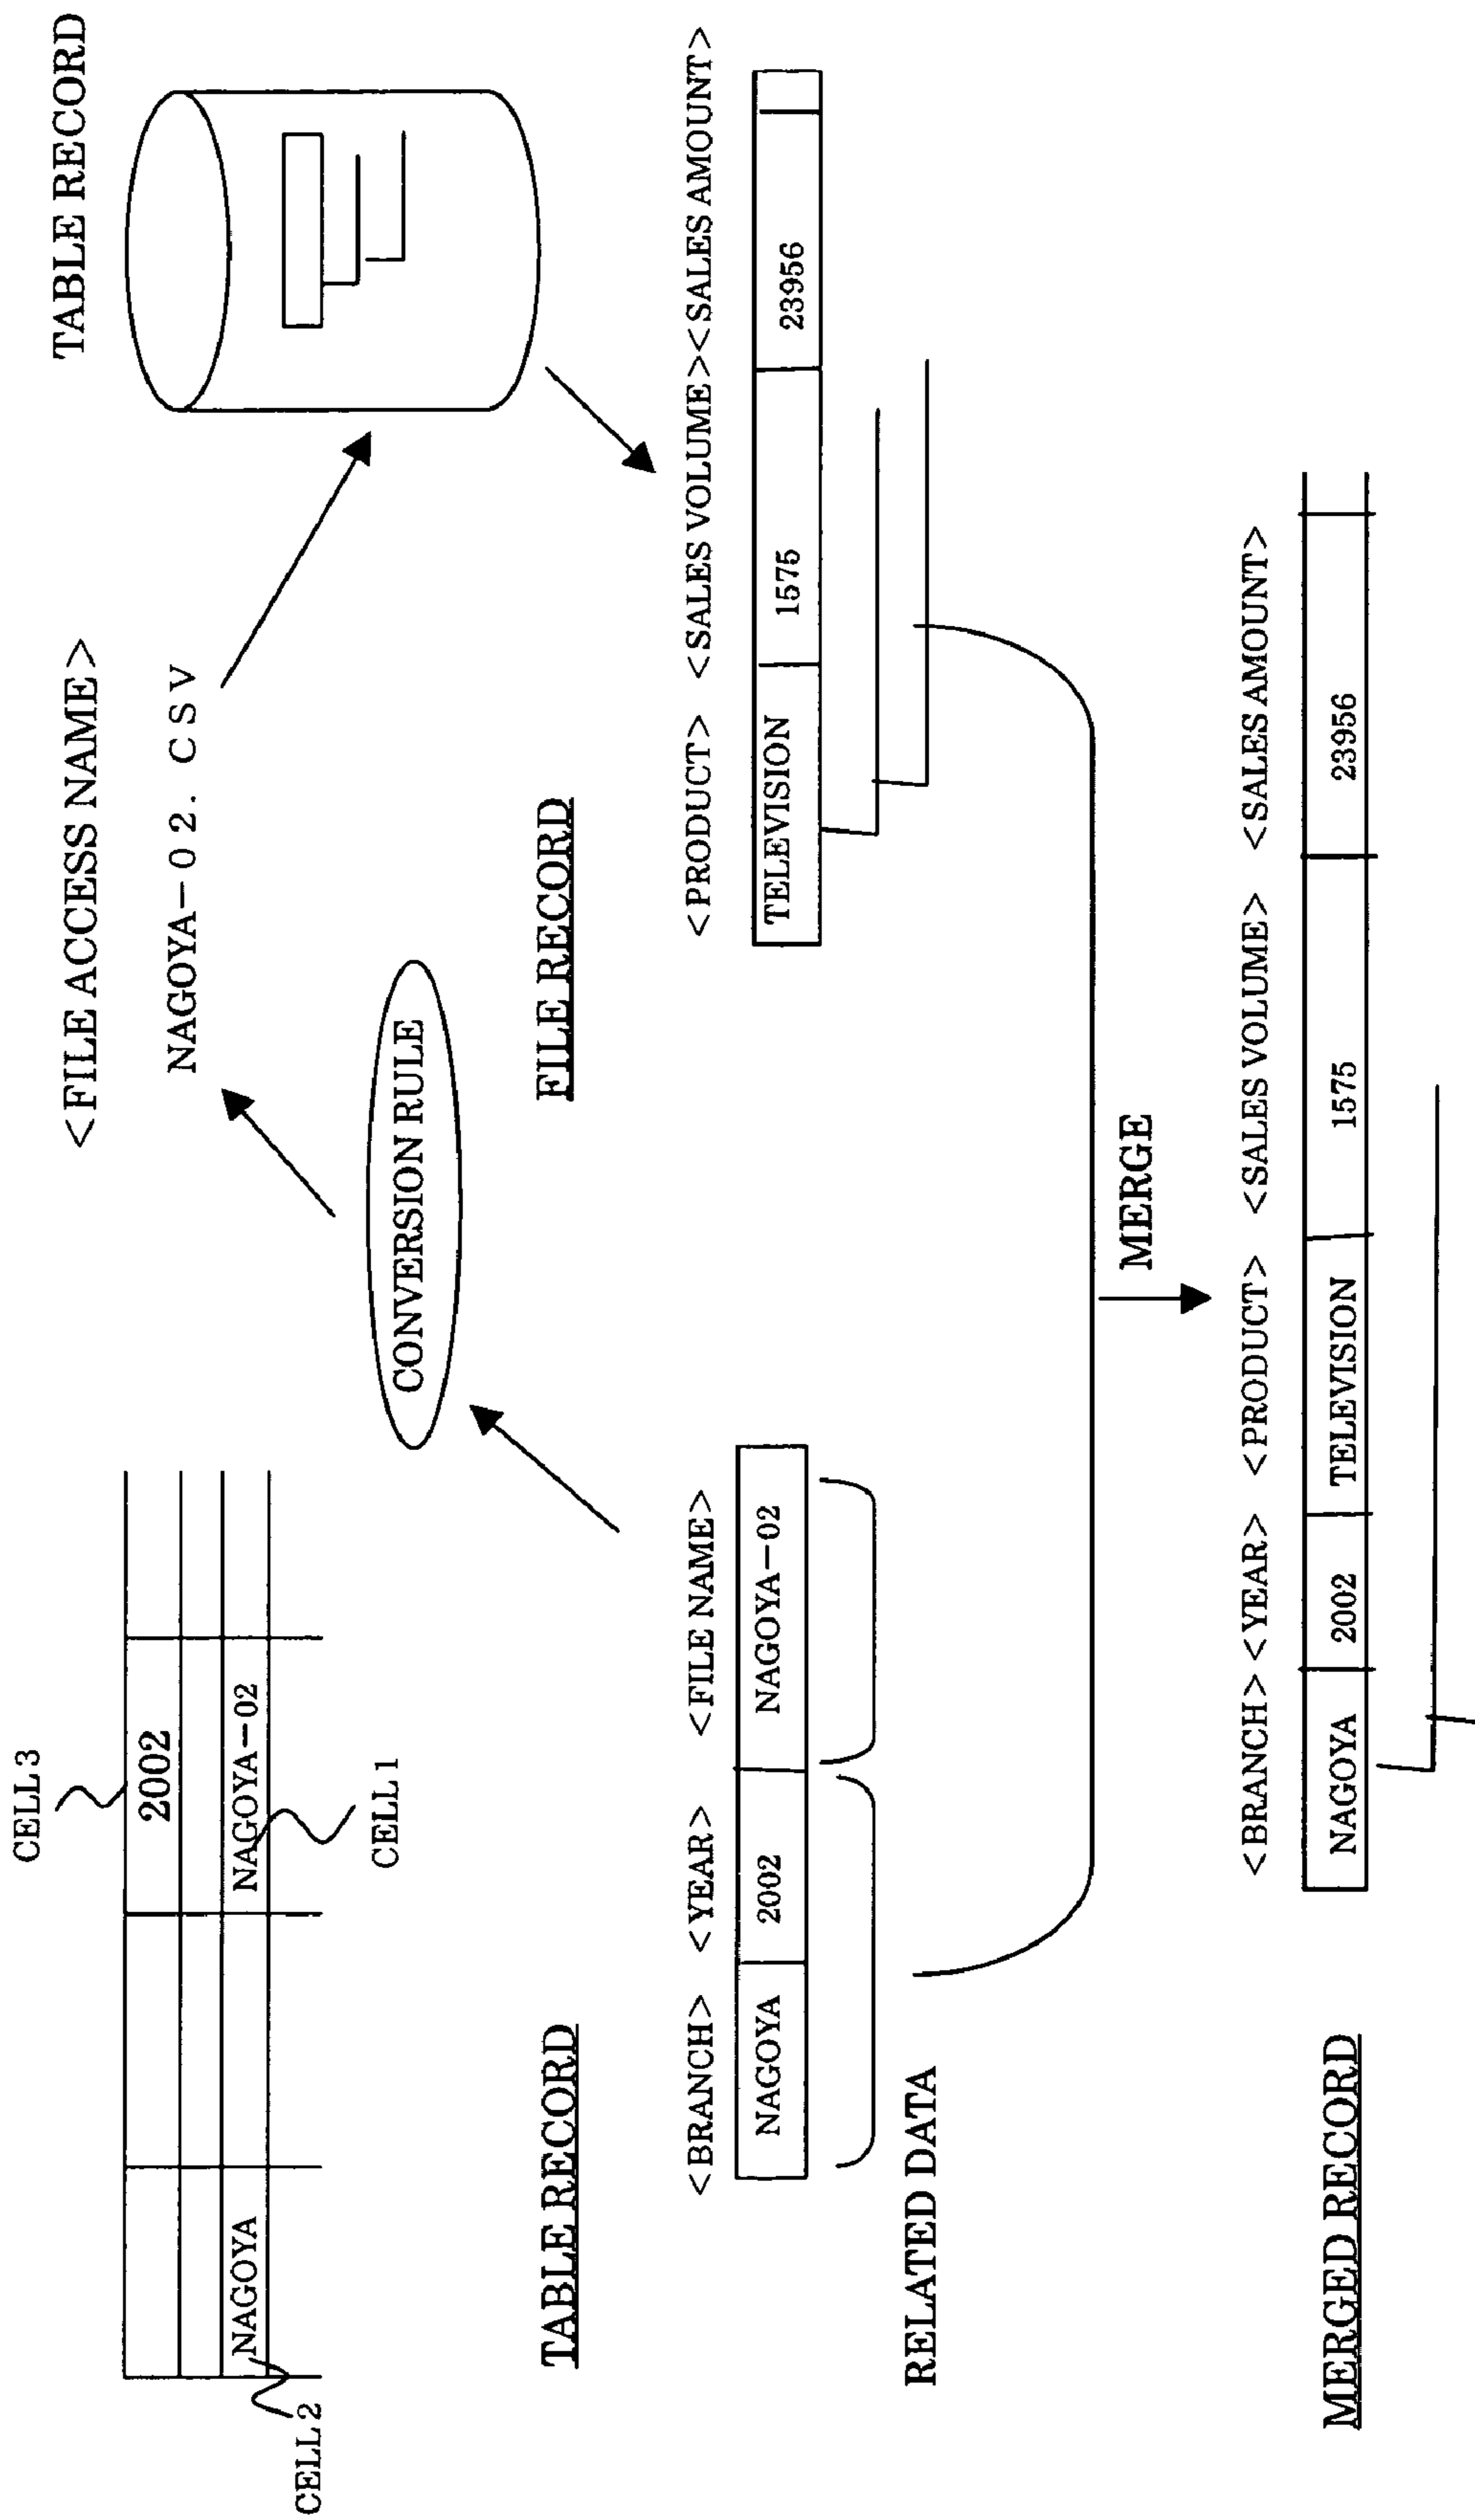 CELL 3
2002
NAGOYA
NAGOYA-02
CELL 2
CELL 1
<FILE ACCESS NAME>
NAGOYA-02. CSV
TABLE RECORD
CONVERSION RULE
TABLE RECORD
<BRANCH> <YEAR> <FILE NAME>
NAGOYA 2002 NAGOYA-02
RELATED DATA
FILE RECORD
<PRODUCT> <SALES VOLUME><SALES AMOUNT>
TELEVISION 1575 23956
MERGE
MERGED RECORD
<BRANCH><YEAR> <PRODUCT> <SALES VOLUME> <SALES AMOUNT>
NAGOYA 2002 TELEVISION 1575 23956